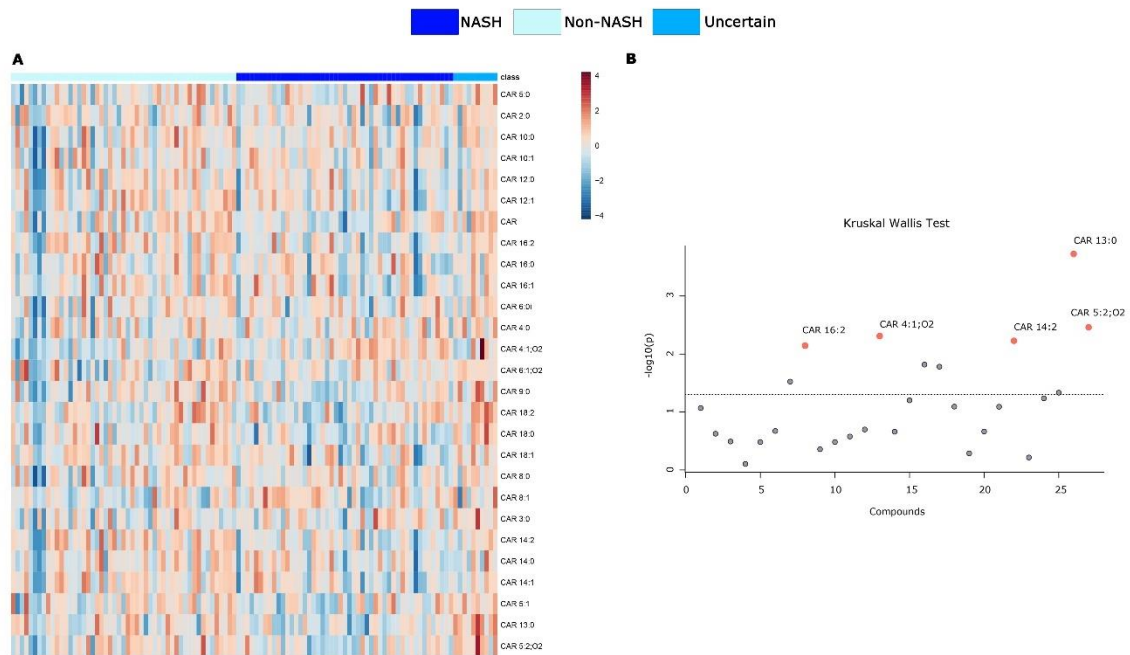 NASH Non-NASH Uncertain
A
B
class
CAR 5:0
CAR 2:0
CAR 10:0
CAR 10:1
CAR 12:0
CAR 12:1
CAR
CAR 16:2
CAR 16:0
CAR 16:1
CAR 6:0i
CAR 4:0
CAR 4:1;O2
CAR 6:1;O2
CAR 9:0
CAR 18:2
CAR 18:0
CAR 18:1
CAR 8:0
CAR 8:1
CAR 3:0
CAR 14:2
CAR 14:0
CAR 14:1
CAR 5:1
CAR 13:0
CAR 5:2;O2
4
2
0
−2
−4
Kruskal Wallis Test
CAR 13:0
CAR 5:2;O2
CAR 16:2
CAR 4:1;O2
CAR 14:2
-log10(p)
3
2
1
0
0 5 10 15 20 25
Compounds